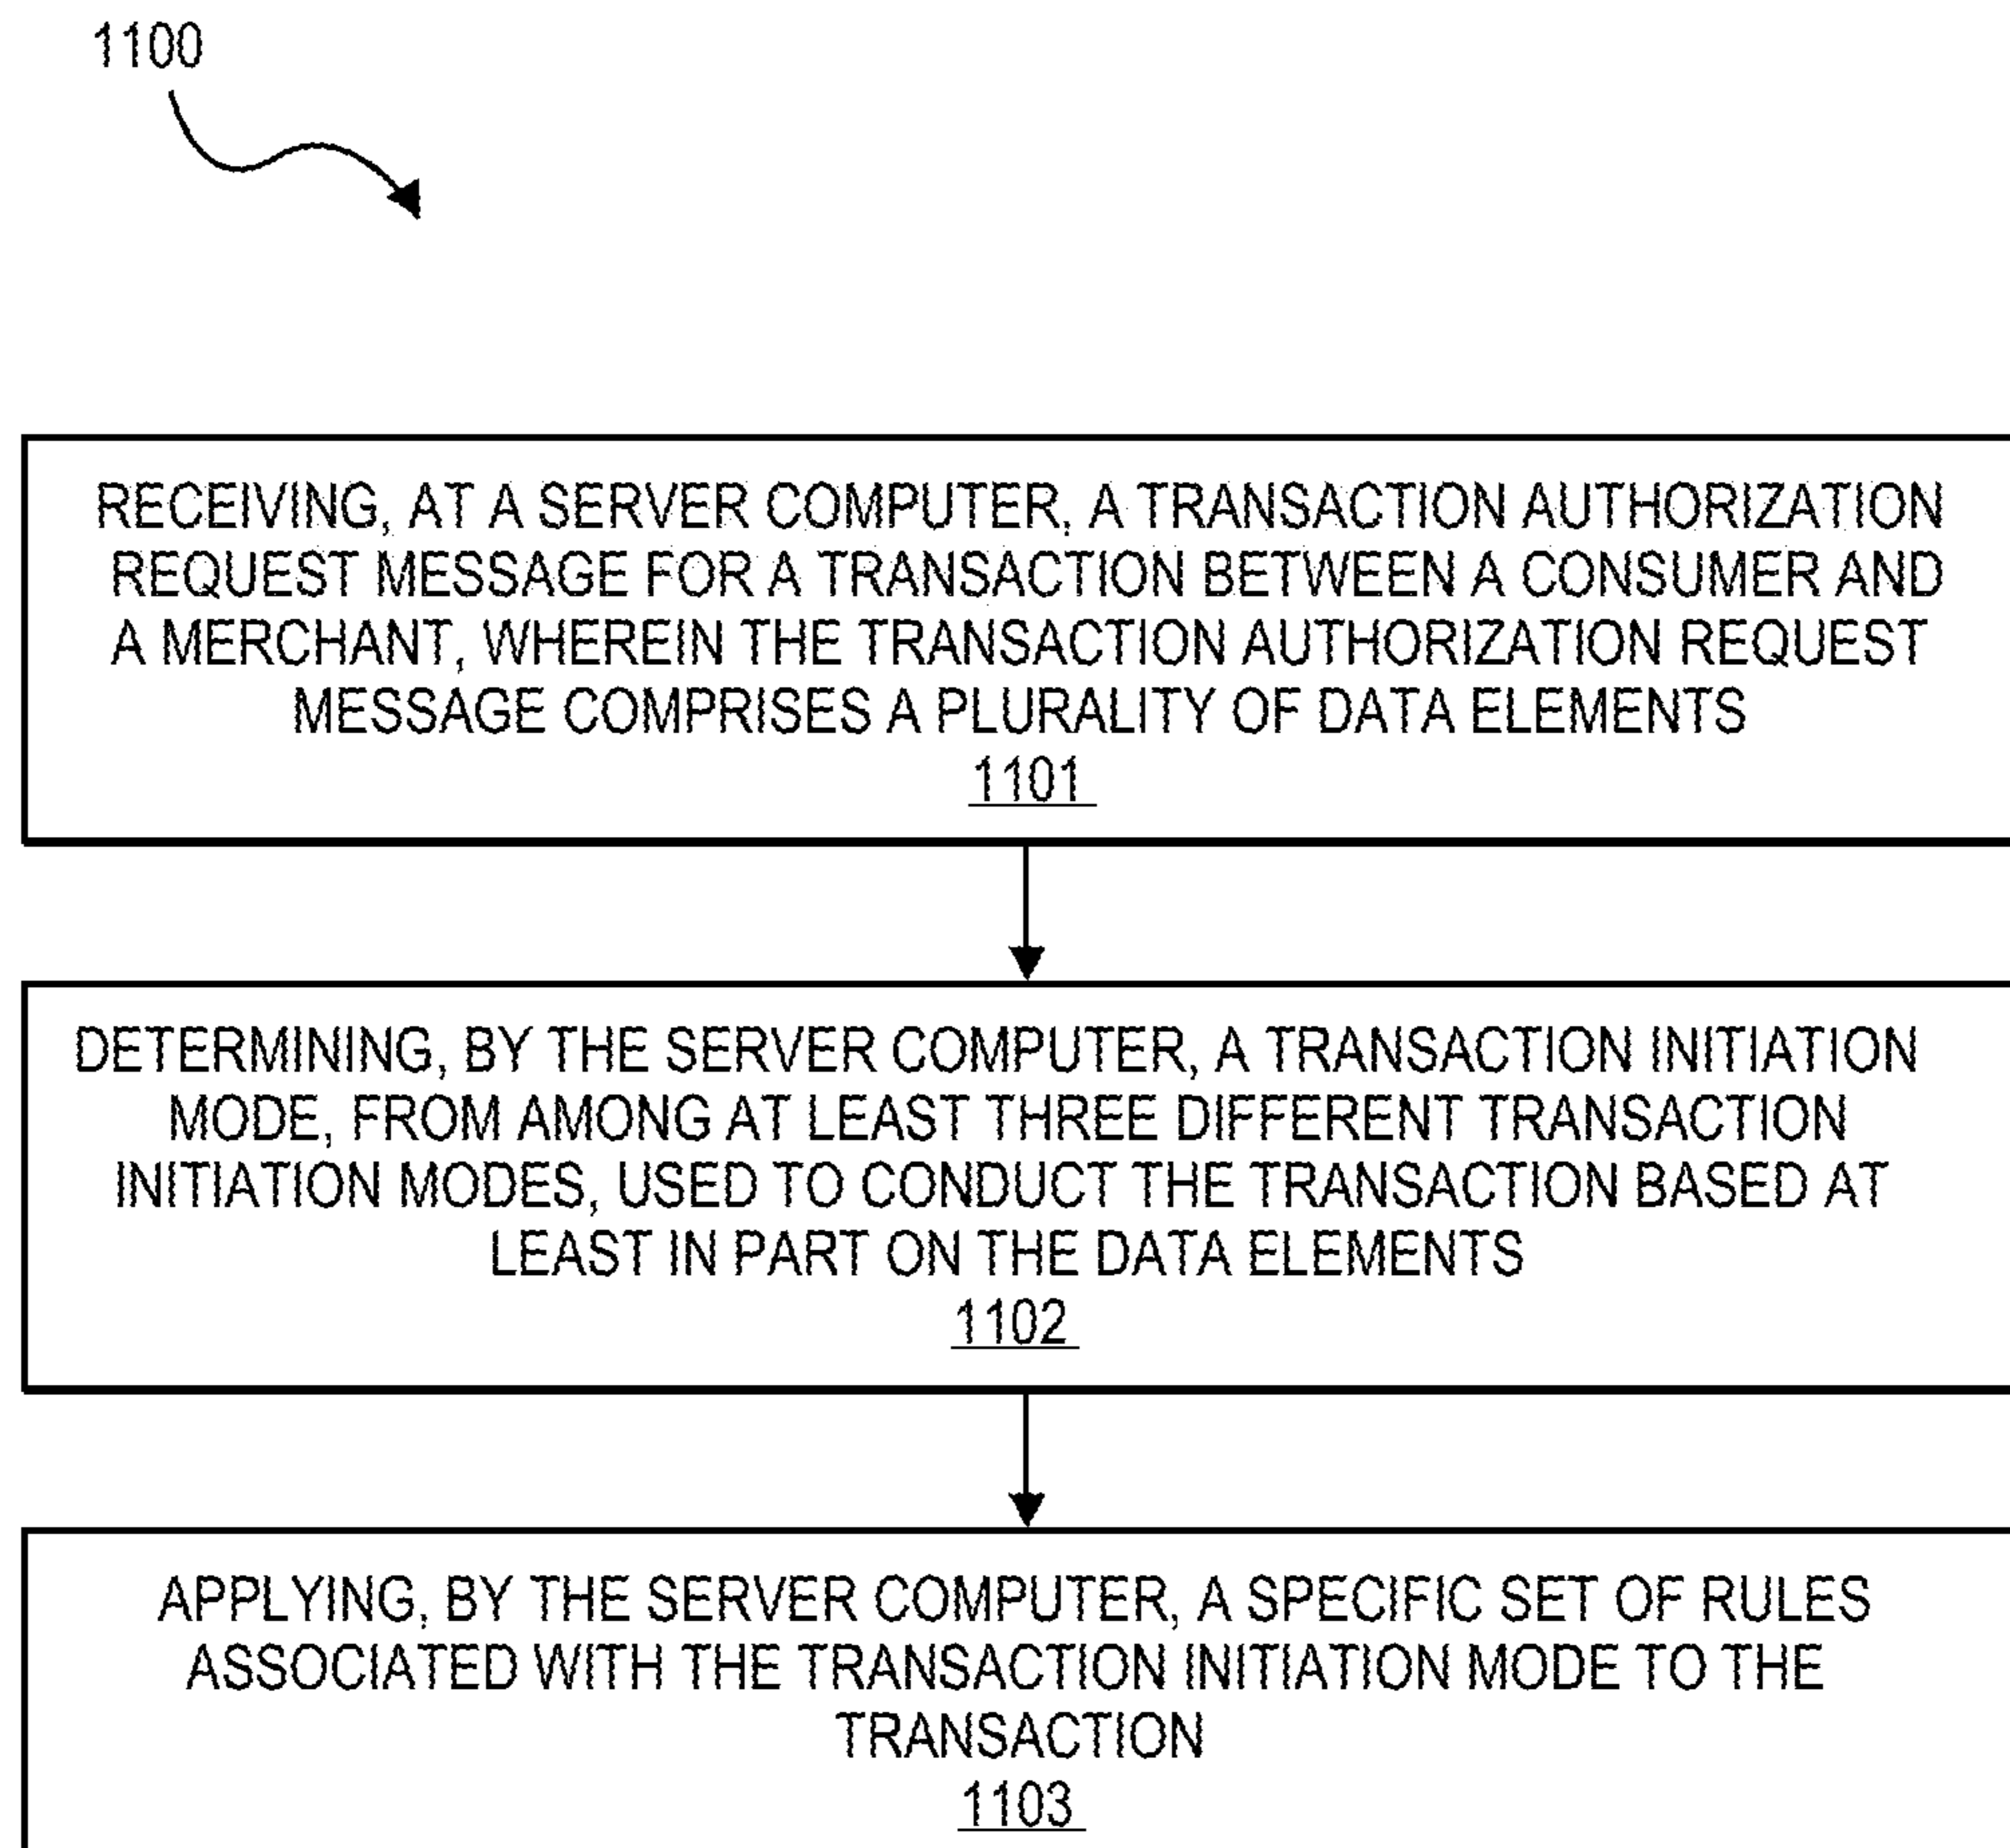 1100
RECEIVING, AT A SERVER COMPUTER, A TRANSACTION AUTHORIZATION
REQUEST MESSAGE FOR A TRANSACTION BETWEEN A CONSUMER AND
A MERCHANT, WHEREIN THE TRANSACTION AUTHORIZATION REQUEST
MESSAGE COMPRISES A PLURALITY OF DATA ELEMENTS
1101
DETERMINING, BY THE SERVER COMPUTER, A TRANSACTION INITIATION
MODE, FROM AMONG AT LEAST THREE DIFFERENT TRANSACTION
INITIATION MODES, USED TO CONDUCT THE TRANSACTION BASED AT
LEAST IN PART ON THE DATA ELEMENTS
1102
APPLYING, BY THE SERVER COMPUTER, A SPECIFIC SET OF RULES
ASSOCIATED WITH THE TRANSACTION INITIATION MODE TO THE
TRANSACTION
1103